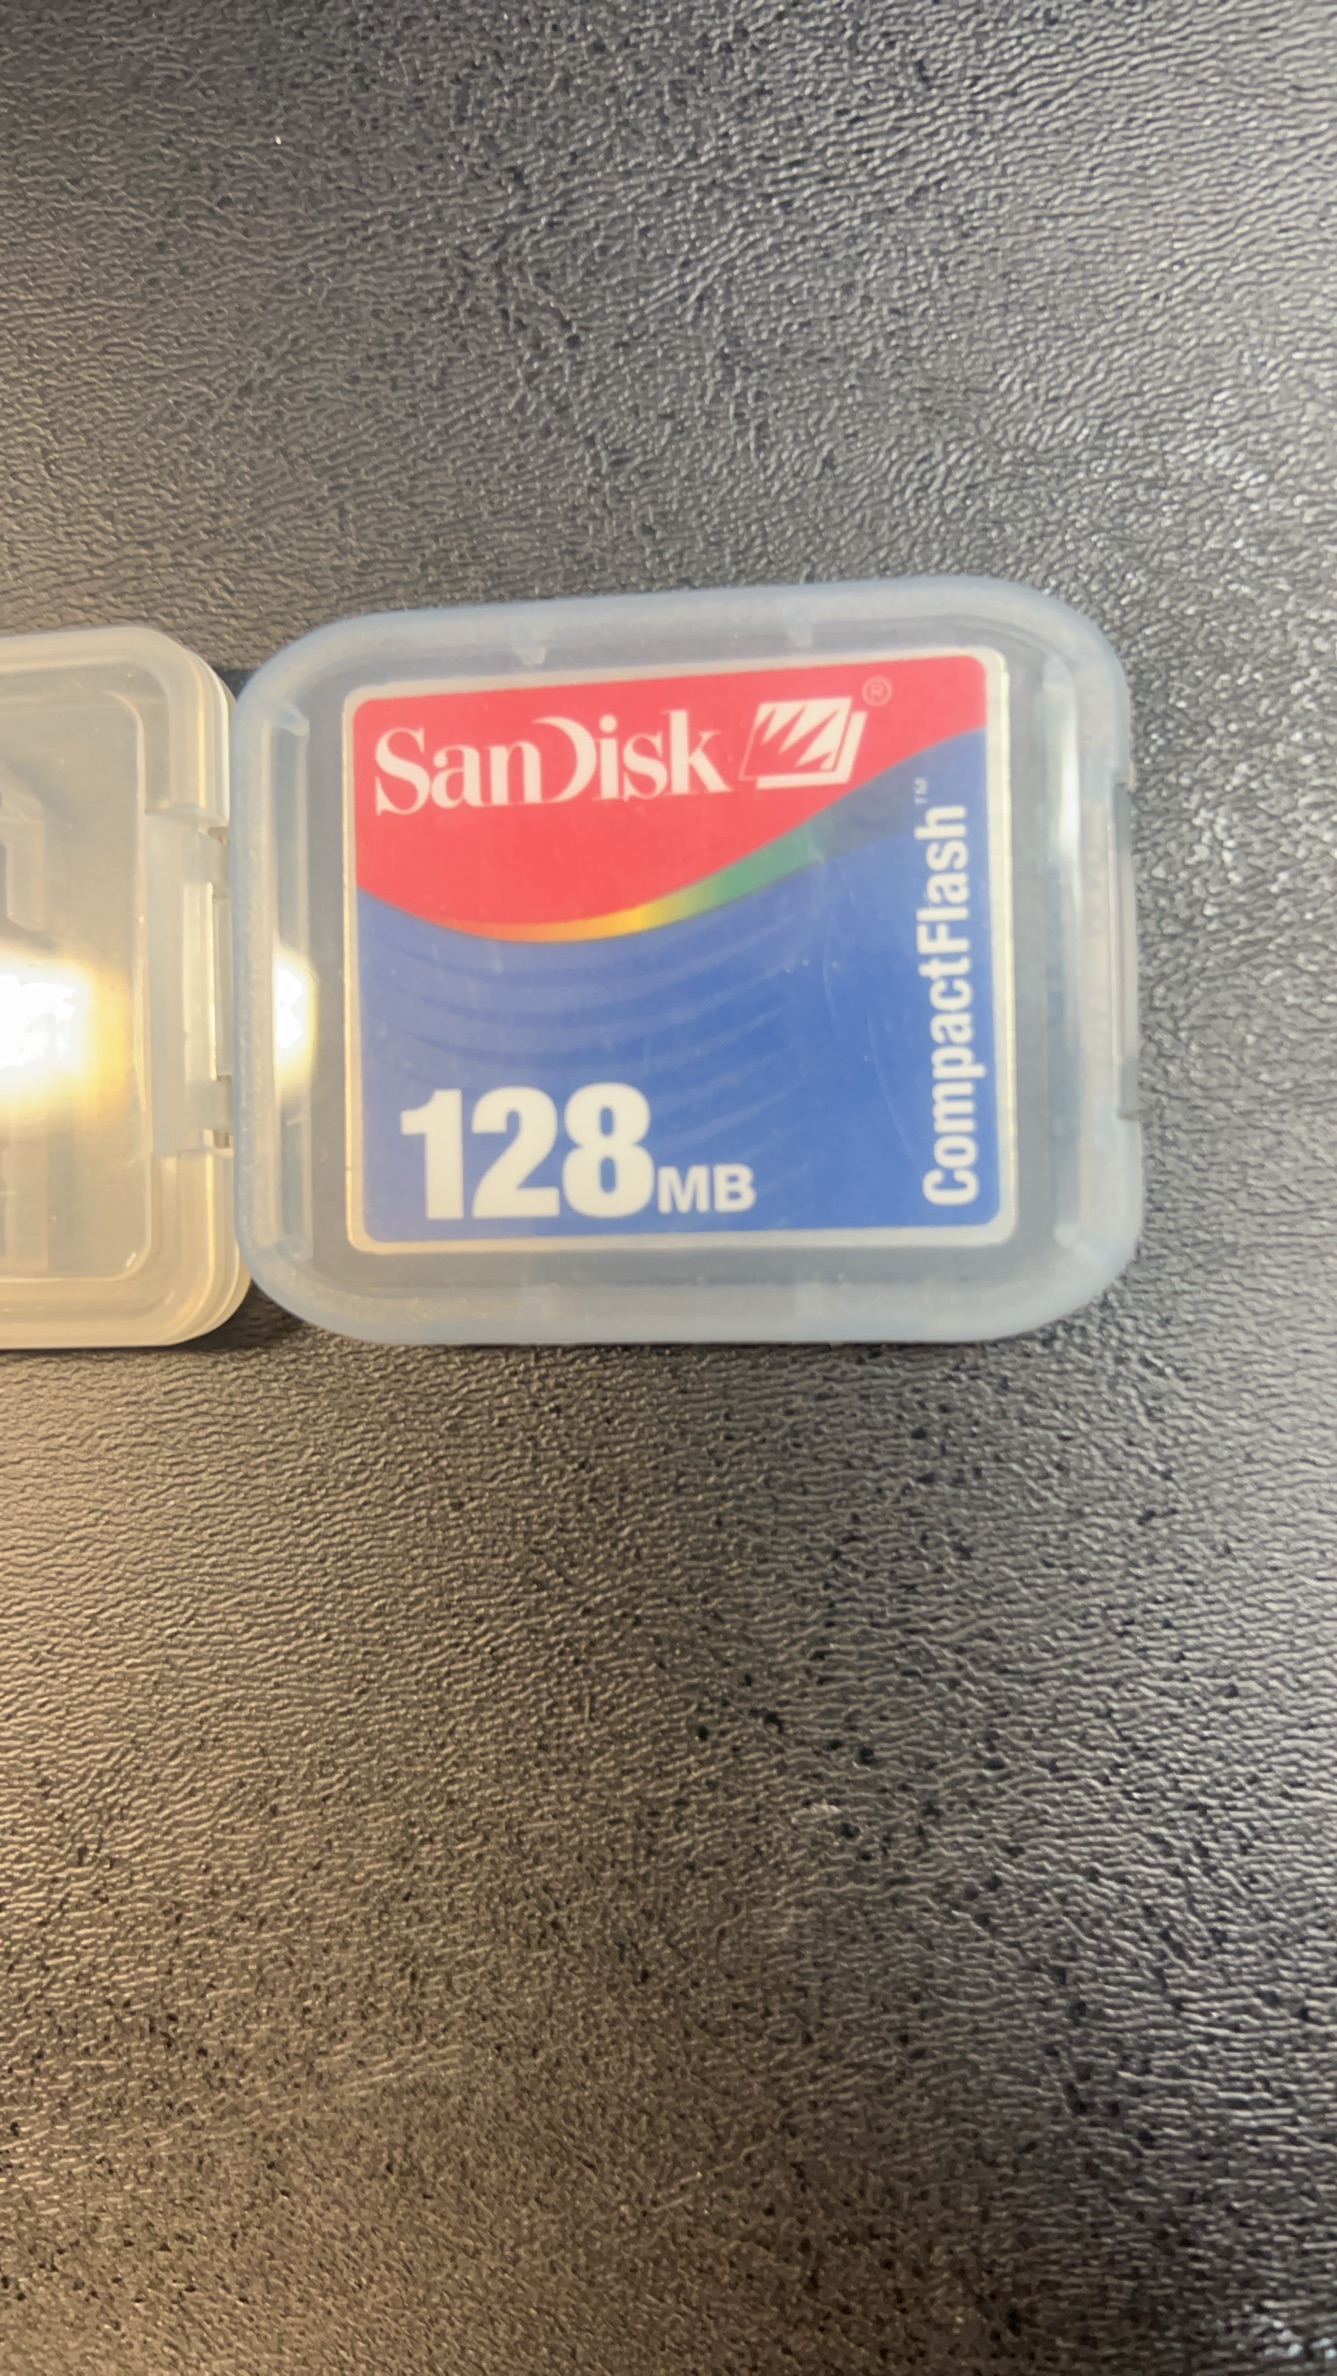 SanDisk ®
CompactFlash™
128MB